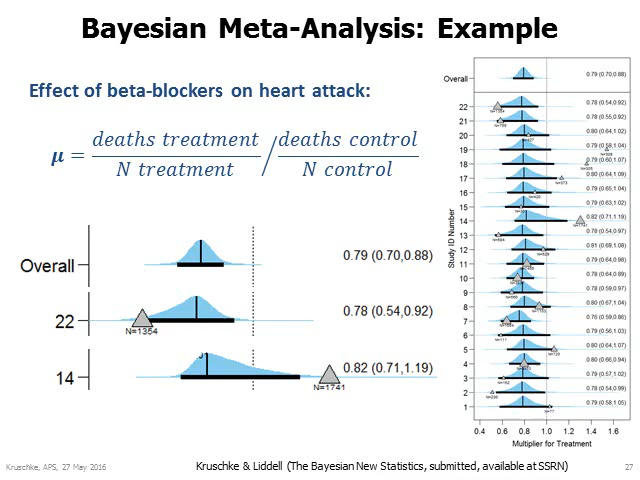 Bayesian Meta-Analysis: Example
Effect of beta-blockers on heart attack:
μ = deaths treatment / N treatment / deaths control / N control
Overall 0.79 (0.70,0.88)
22 0.78 (0.54,0.92)
N=1354
14 0.82 (0.71,1.19)
N=1741
Overall 0.79 (0.70,0.88)
Study ID Number
22 0.78 (0.54,0.92)
21 0.78 (0.55,0.92)
20 0.80 (0.64,1.02)
19 0.79 (0.58,1.04)
18 0.79 (0.60,1.07)
17 0.80 (0.64,1.09)
16 0.79 (0.65,1.04)
15 0.79 (0.63,1.02)
14 0.82 (0.71,1.19)
13 0.78 (0.54,0.97)
12 0.81 (0.69,1.08)
11 0.79 (0.64,0.98)
10 0.78 (0.64,0.89)
9 0.78 (0.59,0.97)
8 0.80 (0.67,1.04)
7 0.76 (0.59,0.86)
6 0.79 (0.56,1.03)
5 0.80 (0.64,1.07)
4 0.80 (0.66,0.94)
3 0.79 (0.57,1.02)
2 0.78 (0.54,0.99)
1 0.79 (0.58,1.05)
0.4 0.6 0.8 1.0 1.2 1.4 1.6
Multiplier for Treatment
Kruschke, APS, 27 May 2016
Kruschke & Liddell (The Bayesian New Statistics, submitted, available at SSRN)
27